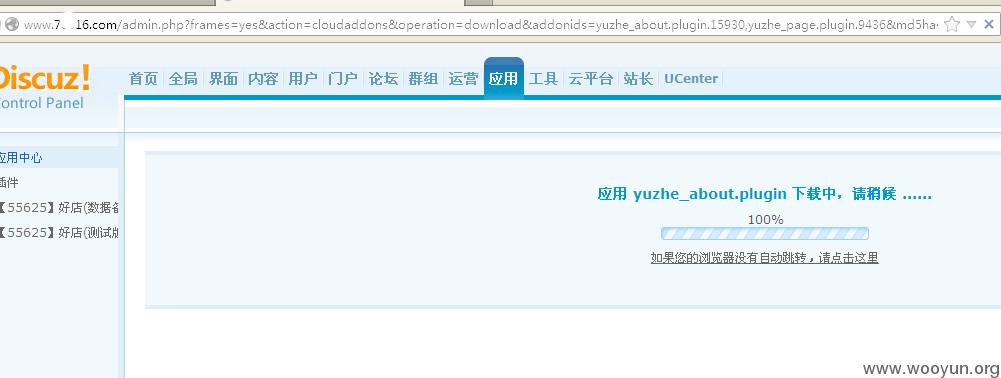 www.7 16.com/admin.php?frames=yes&action=cloudaddons&operation=download&addonids=yuzhe_about.plugin.15930,yuzhe_page.plugin.9436&md5has
Discuz!
Control Panel
首页 全局 界面 内容 用户 门户 论坛 群组 运营 应用 工具 云平台 站长 UCenter
应用中心
插件
【55625】好店(数据备
【55625】好店(测试版
应用 yuzhe_about.plugin 下载中，请稍候 ......
100%
如果您的浏览器没有自动跳转，请点击这里
www.wooyun.org